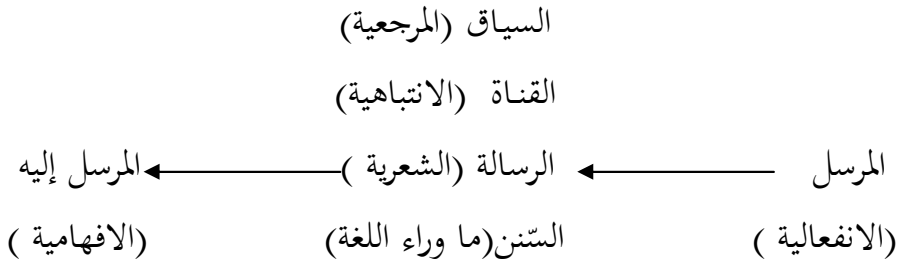 السياق (المرجعية)
القناة (الانتباهية)
المرسل الرسالة (الشعرية ) المرسل إليه
(الانفعالية ) السّنن(ما وراء اللغة) (الافهامية )